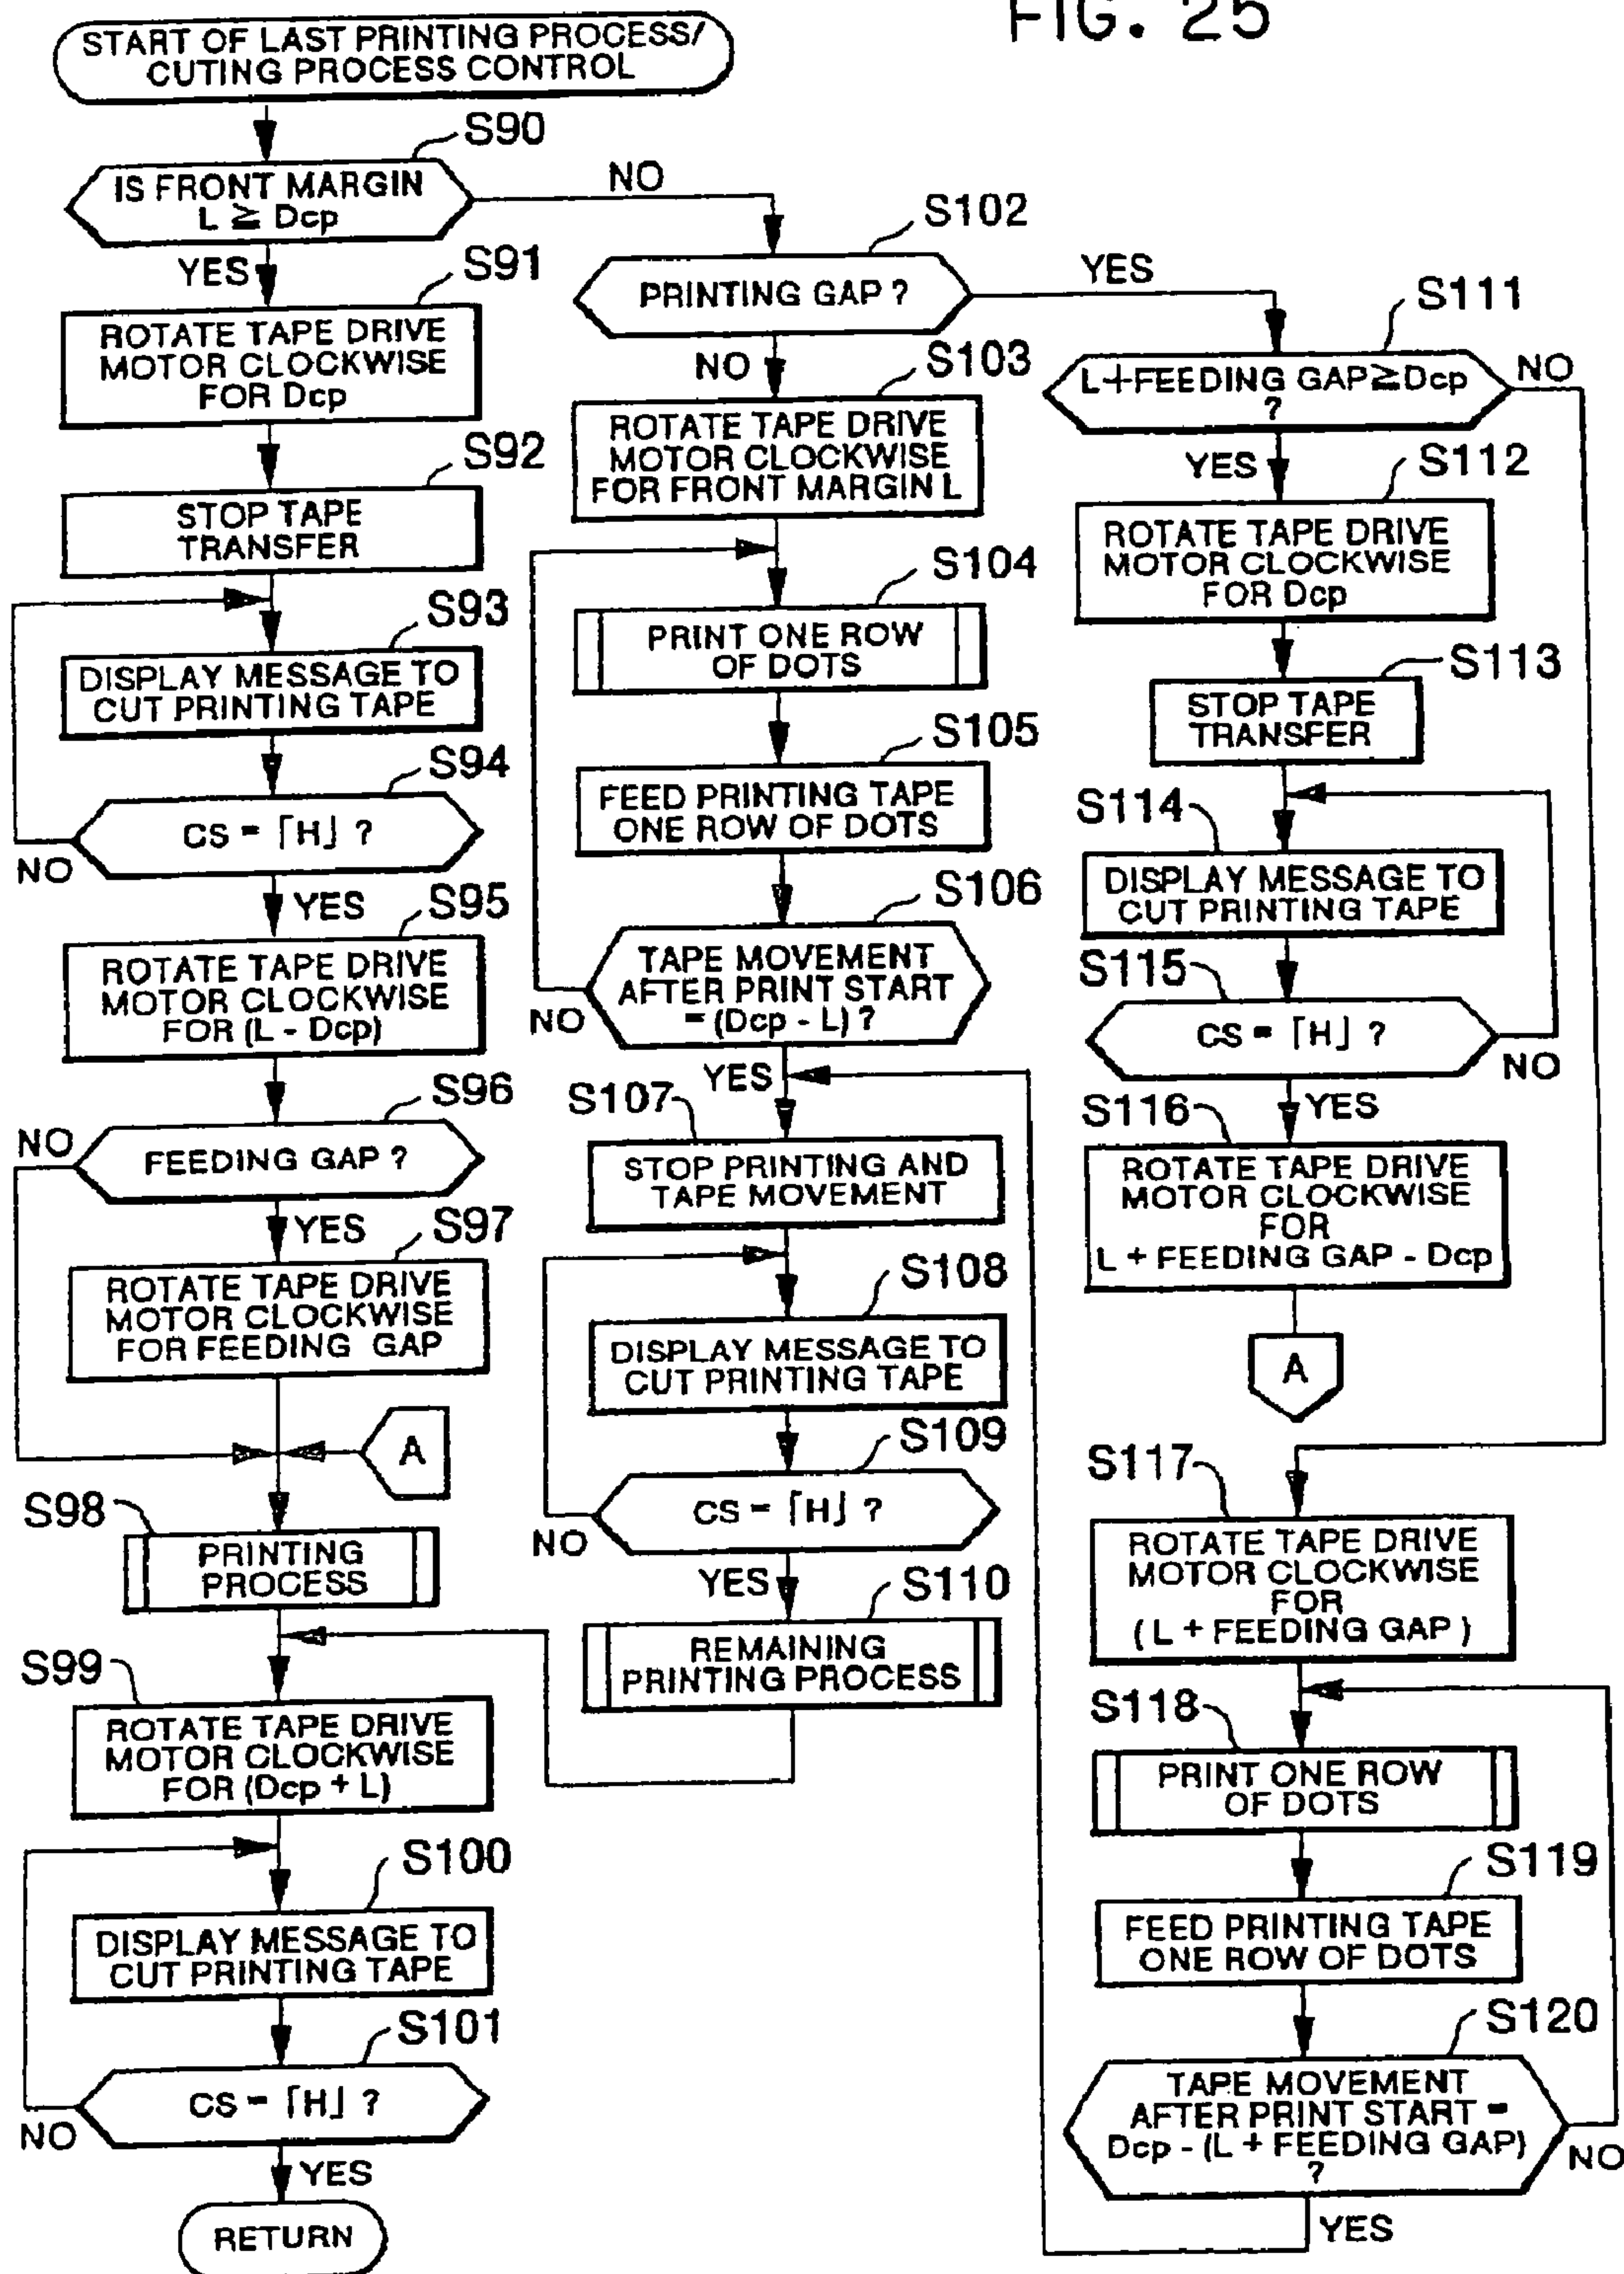 FIG. 25
START OF LAST PRINTING PROCESS/
CUTING PROCESS CONTROL
S90
IS FRONT MARGIN
L ≧ Dcp
NO
YES
S91
ROTATE TAPE DRIVE
MOTOR CLOCKWISE
FOR Dcp
S92
STOP TAPE
TRANSFER
S93
DISPLAY MESSAGE TO
CUT PRINTING TAPE
S94
CS = ⌈H⌋ ?
NO
YES
S95
ROTATE TAPE DRIVE
MOTOR CLOCKWISE
FOR (L - Dcp)
S96
NO
FEEDING GAP ?
YES
S97
ROTATE TAPE DRIVE
MOTOR CLOCKWISE
FOR FEEDING GAP
A
S98
PRINTING
PROCESS
S99
ROTATE TAPE DRIVE
MOTOR CLOCKWISE
FOR (Dcp + L)
S100
DISPLAY MESSAGE TO
CUT PRINTING TAPE
S101
CS = ⌈H⌋ ?
NO
YES
RETURN
S102
PRINTING GAP ?
YES
NO
S103
ROTATE TAPE DRIVE
MOTOR CLOCKWISE
FOR FRONT MARGIN L
S104
PRINT ONE ROW
OF DOTS
S105
FEED PRINTING TAPE
ONE ROW OF DOTS
S106
TAPE MOVEMENT
AFTER PRINT START
= (Dcp - L) ?
NO
YES
S107
STOP PRINTING AND
TAPE MOVEMENT
S108
DISPLAY MESSAGE TO
CUT PRINTING TAPE
S109
CS = ⌈H⌋ ?
NO
YES
S110
REMAINING
PRINTING PROCESS
S111
L+FEEDING GAP≧Dcp
?
NO
YES
S112
ROTATE TAPE DRIVE
MOTOR CLOCKWISE
FOR Dcp
S113
STOP TAPE
TRANSFER
S114
DISPLAY MESSAGE TO
CUT PRINTING TAPE
S115
CS = ⌈H⌋ ?
NO
YES
S116
ROTATE TAPE DRIVE
MOTOR CLOCKWISE
FOR
L + FEEDING GAP - Dcp
A
S117
ROTATE TAPE DRIVE
MOTOR CLOCKWISE
FOR
( L + FEEDING GAP )
S118
PRINT ONE ROW
OF DOTS
S119
FEED PRINTING TAPE
ONE ROW OF DOTS
S120
TAPE MOVEMENT
AFTER PRINT START =
Dcp - (L + FEEDING GAP)
?
NO
YES